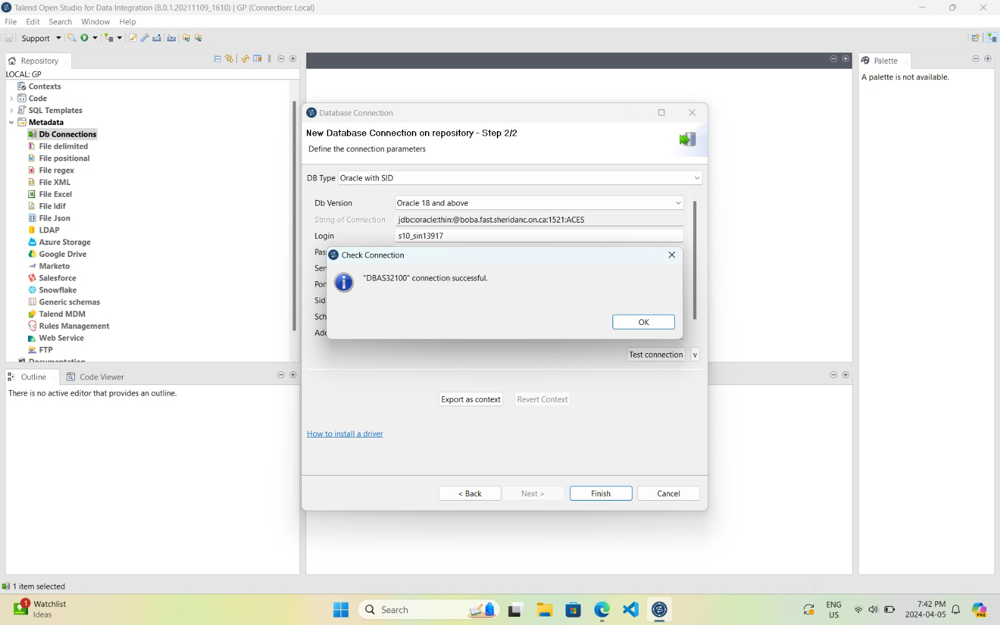 Talend Open Studio for Data Integration (8.0.1.20211109_1610) | GP (Connection: Local)
File Edit Search Window Help
Support
Repository
LOCAL: GP
Contexts
Code
SQL Templates
Metadata
Db Connections
File delimited
File positional
File regex
File XML
File Excel
File ldif
File Json
LDAP
Azure Storage
Google Drive
Marketo
Salesforce
Snowflake
Generic schemas
Talend MDM
Rules Management
Web Service
FTP
Documentation
Outline
Code Viewer
There is no active editor that provides an outline.
Palette
A palette is not available.
Database Connection
New Database Connection on repository - Step 2/2
Define the connection parameters
DB Type Oracle with SID
Db Version Oracle 18 and above
String of Connection jdbc:oracle:thin:@boba.fast.sheridanc.on.ca:1521:ACES
Login s10_sin13917
Pas
Ser
Por
Sid
Sch
Adc
Check Connection
"DBAS32100" connection successful.
OK
Test connection v
Export as context Revert Context
How to install a driver
< Back Next > Finish Cancel
1 item selected
1
Watchlist
Ideas
Search
PRE
ENG
US
7:42 PM
2024-04-05